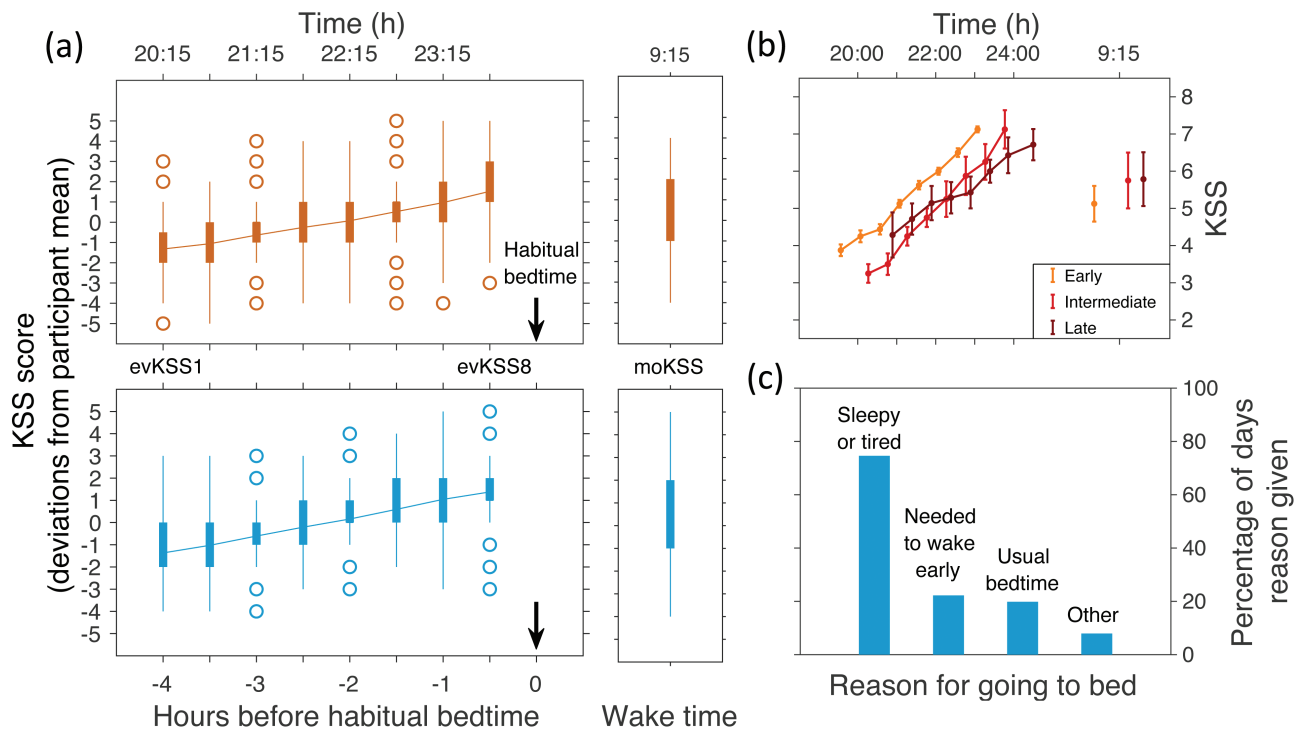 (a)
Time (h)
20:15 21:15 22:15 23:15
9:15
KSS score
(deviations from participant mean)
5
4
3
2
1
0
-1
-2
-3
-4
-5
Habitual
bedtime
evKSS1 evKSS8 moKSS
5
4
3
2
1
0
-1
-2
-3
-4
-5
-4 -3 -2 -1 0
Hours before habitual bedtime
Wake time
(b)
Time (h)
20:00 22:00 24:00 9:15
8
7
6
5
4
3
2
KSS
Early
Intermediate
Late
(c)
100
80
60
40
20
0
Percentage of days
reason given
Sleepy
or tired
Needed
to wake
early
Usual
bedtime
Other
Reason for going to bed